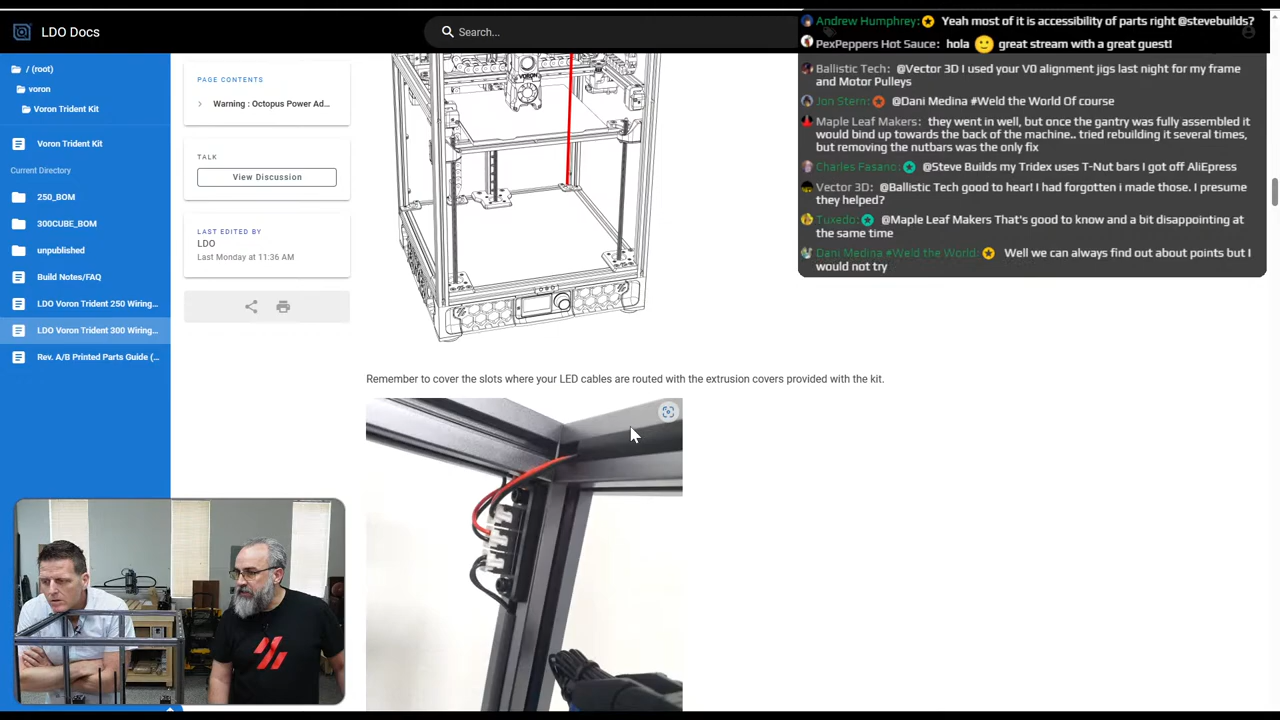 LDO Docs
Search...
/ (root)
voron
Voron Trident Kit
Voron Trident Kit
Current Directory
250_BOM
300CUBE_BOM
unpublished
Build Notes/FAQ
LDO Voron Trident 250 Wiring...
LDO Voron Trident 300 Wiring...
Rev. A/B Printed Parts Guide (...
PAGE CONTENTS
Warning : Octopus Power Ad...
TALK
View Discussion
LAST EDITED BY
LDO
Last Monday at 11:36 AM
VORON
Remember to cover the slots where your LED cables are routed with the extrusion covers provided with the kit.
Andrew Humphrey: Yeah most of it is accessibility of parts right @stevebuilds?
PexPeppers Hot Sauce: hola great stream with a great guest!
Ballistic Tech: @Vector 3D I used your V0 alignment jigs last night for my frame
and Motor Pulleys
Jon Stern: @Dani Medina #Weld the World Of course
Maple Leaf Makers: they went in well, but once the gantry was fully assembled it
would bind up towards the back of the machine.. tried rebuilding it several times,
but removing the nutbars was the only fix
Charles Fasano: @Steve Builds my Tridex uses T-Nut bars I got off AliEpress
Vector 3D: @Ballistic Tech good to hear! I had forgotten i made these. I presume
they helped?
Tuxedo: @Maple Leaf Makers That's good to know and a bit disappointing at
the same time
Dani Medina #Weld the World: Well we can always find out about points but I
would not try